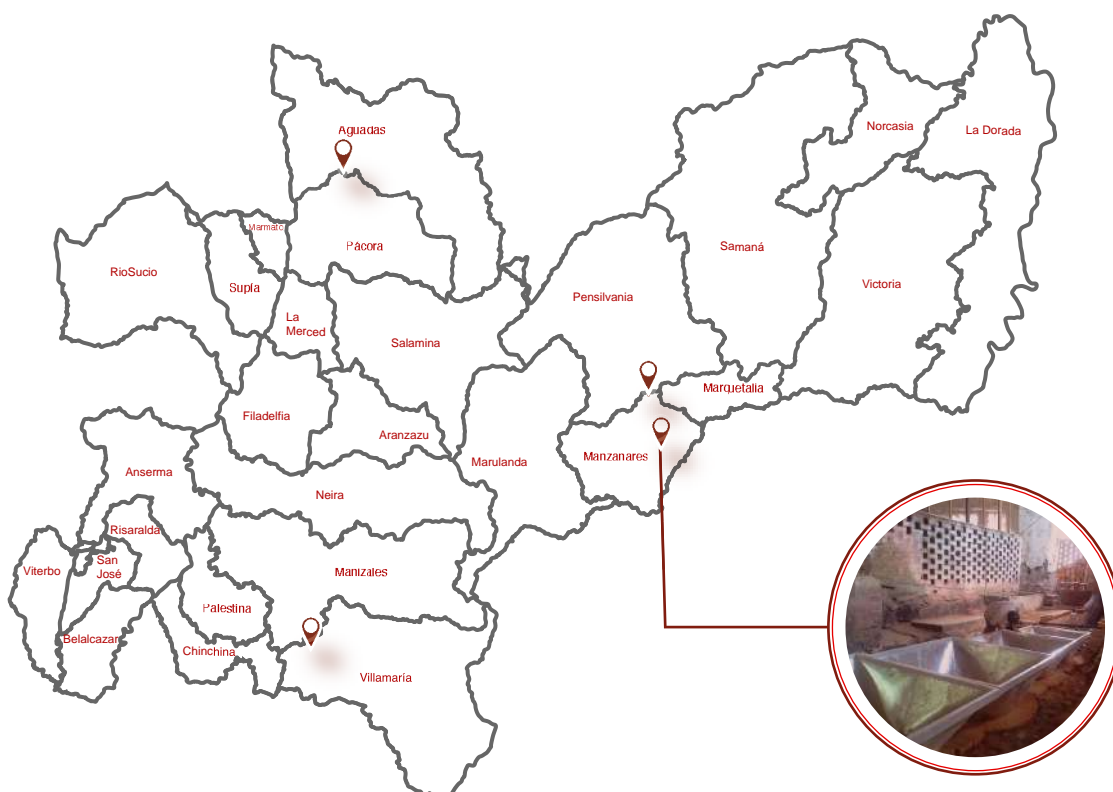 Aguadas
Norcasia
La Dorada
Marmato
Pácora
Samaná
RioSucio
Supía
Victoria
Pensilvania
La
Merced
Salamina
Marquetalia
Filadelfia
Aranzazu
Manzanares
Marulanda
Anserma
Neira
Risaralda
San
José
Viterbo
Manizales
Palestina
Belalcazar
Chinchina
Villamaría